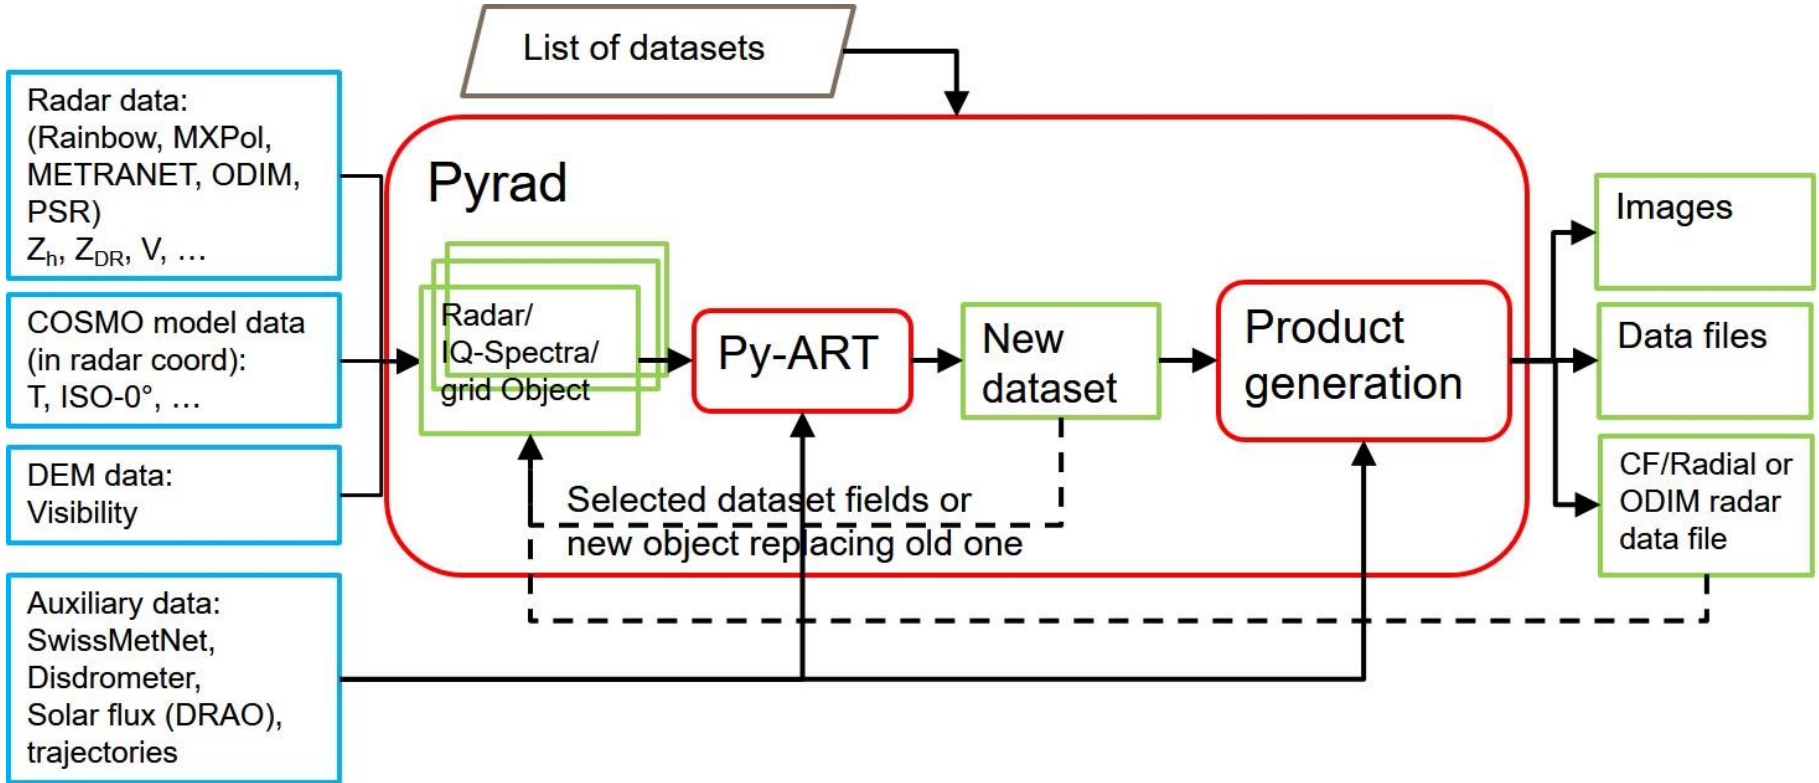 List of datasets
Radar data:
(Rainbow, MXPol,
METRANET, ODIM,
PSR)
Zh, ZDR, V, …
COSMO model data
(in radar coord):
T, ISO-0°, …
DEM data:
Visibility
Auxiliary data:
SwissMetNet,
Disdrometer,
Solar flux (DRAO),
trajectories
Pyrad
Radar/
IQ-Spectra/
grid Object
Py-ART
New
dataset
Product
generation
Selected dataset fields or
new object replacing old one
Images
Data files
CF/Radial or
ODIM radar
data file